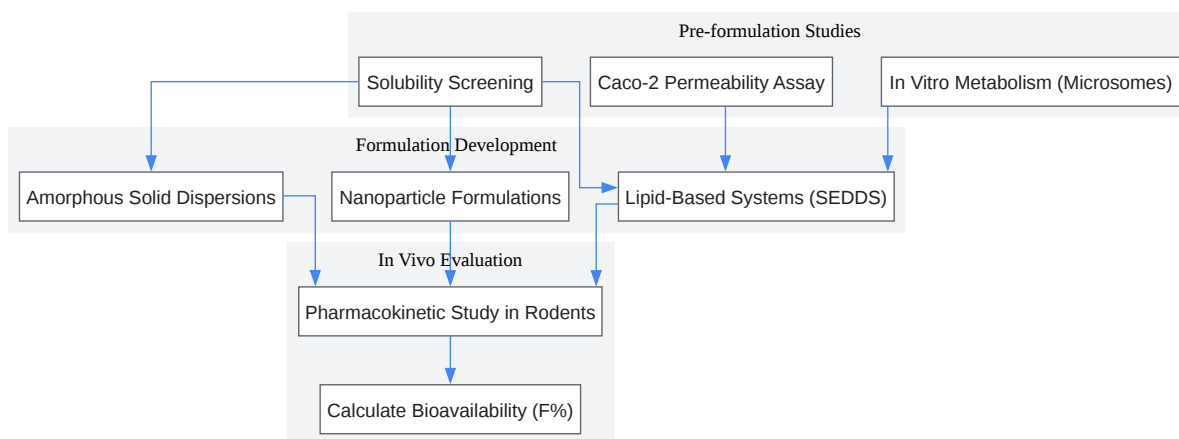 Pre-formulation Studies
Solubility Screening
Caco-2 Permeability Assay
In Vitro Metabolism (Microsomes)
Formulation Development
Amorphous Solid Dispersions
Nanoparticle Formulations
Lipid-Based Systems (SEDDS)
In Vivo Evaluation
Pharmacokinetic Study in Rodents
Calculate Bioavailability (F%)